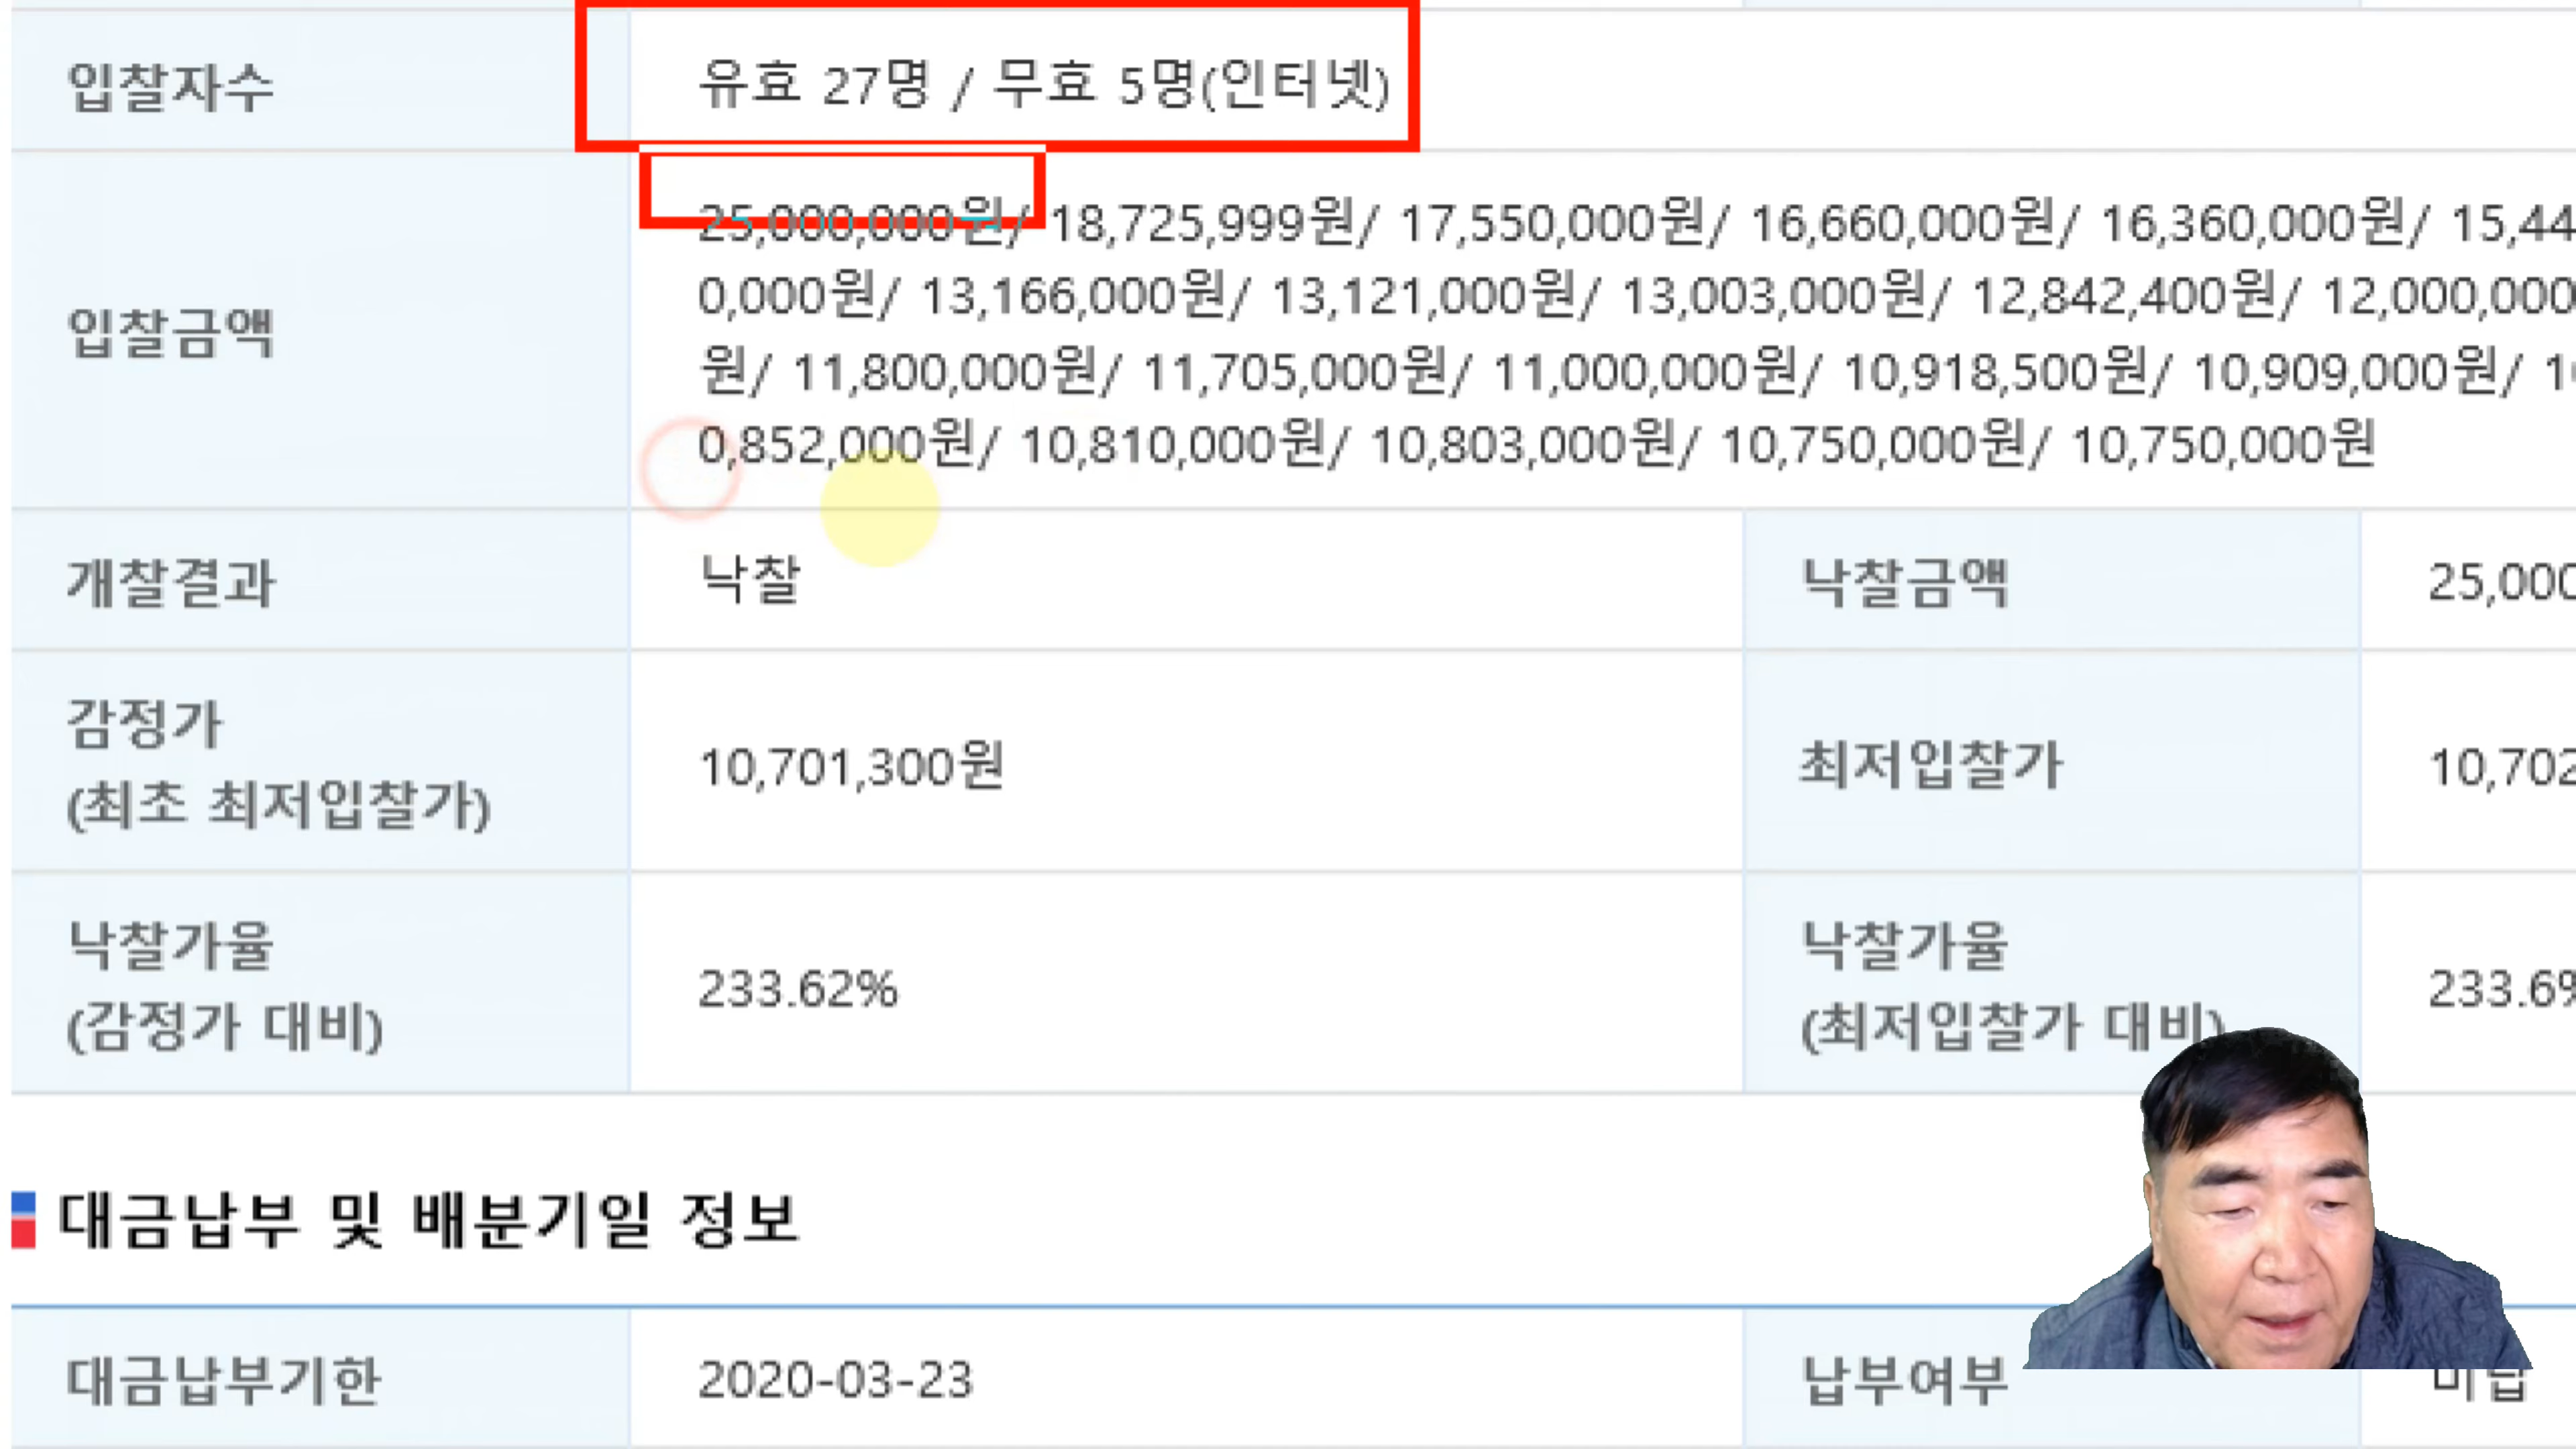 입찰자수 유효 27명 / 무효 5명(인터넷)
입찰금액
25,000,000원/ 18,725,999원/ 17,550,000원/ 16,660,000원/ 16,360,000원/ 15,44
0,000원/ 13,166,000원/ 13,121,000원/ 13,003,000원/ 12,842,400원/ 12,000,000
원/ 11,800,000원/ 11,705,000원/ 11,000,000원/ 10,918,500원/ 10,909,000원/ 1
0,852,000원/ 10,810,000원/ 10,803,000원/ 10,750,000원/ 10,750,000원
개찰결과 낙찰 낙찰금액 25,000
감정가
(최초 최저입찰가) 10,701,300원 최저입찰가 10,702
낙찰가율
(감정가 대비) 233.62% 낙찰가율
(최저입찰가 대비) 233.6%
대금납부 및 배분기일 정보
대금납부기한 2020-03-23 납부여부 미납